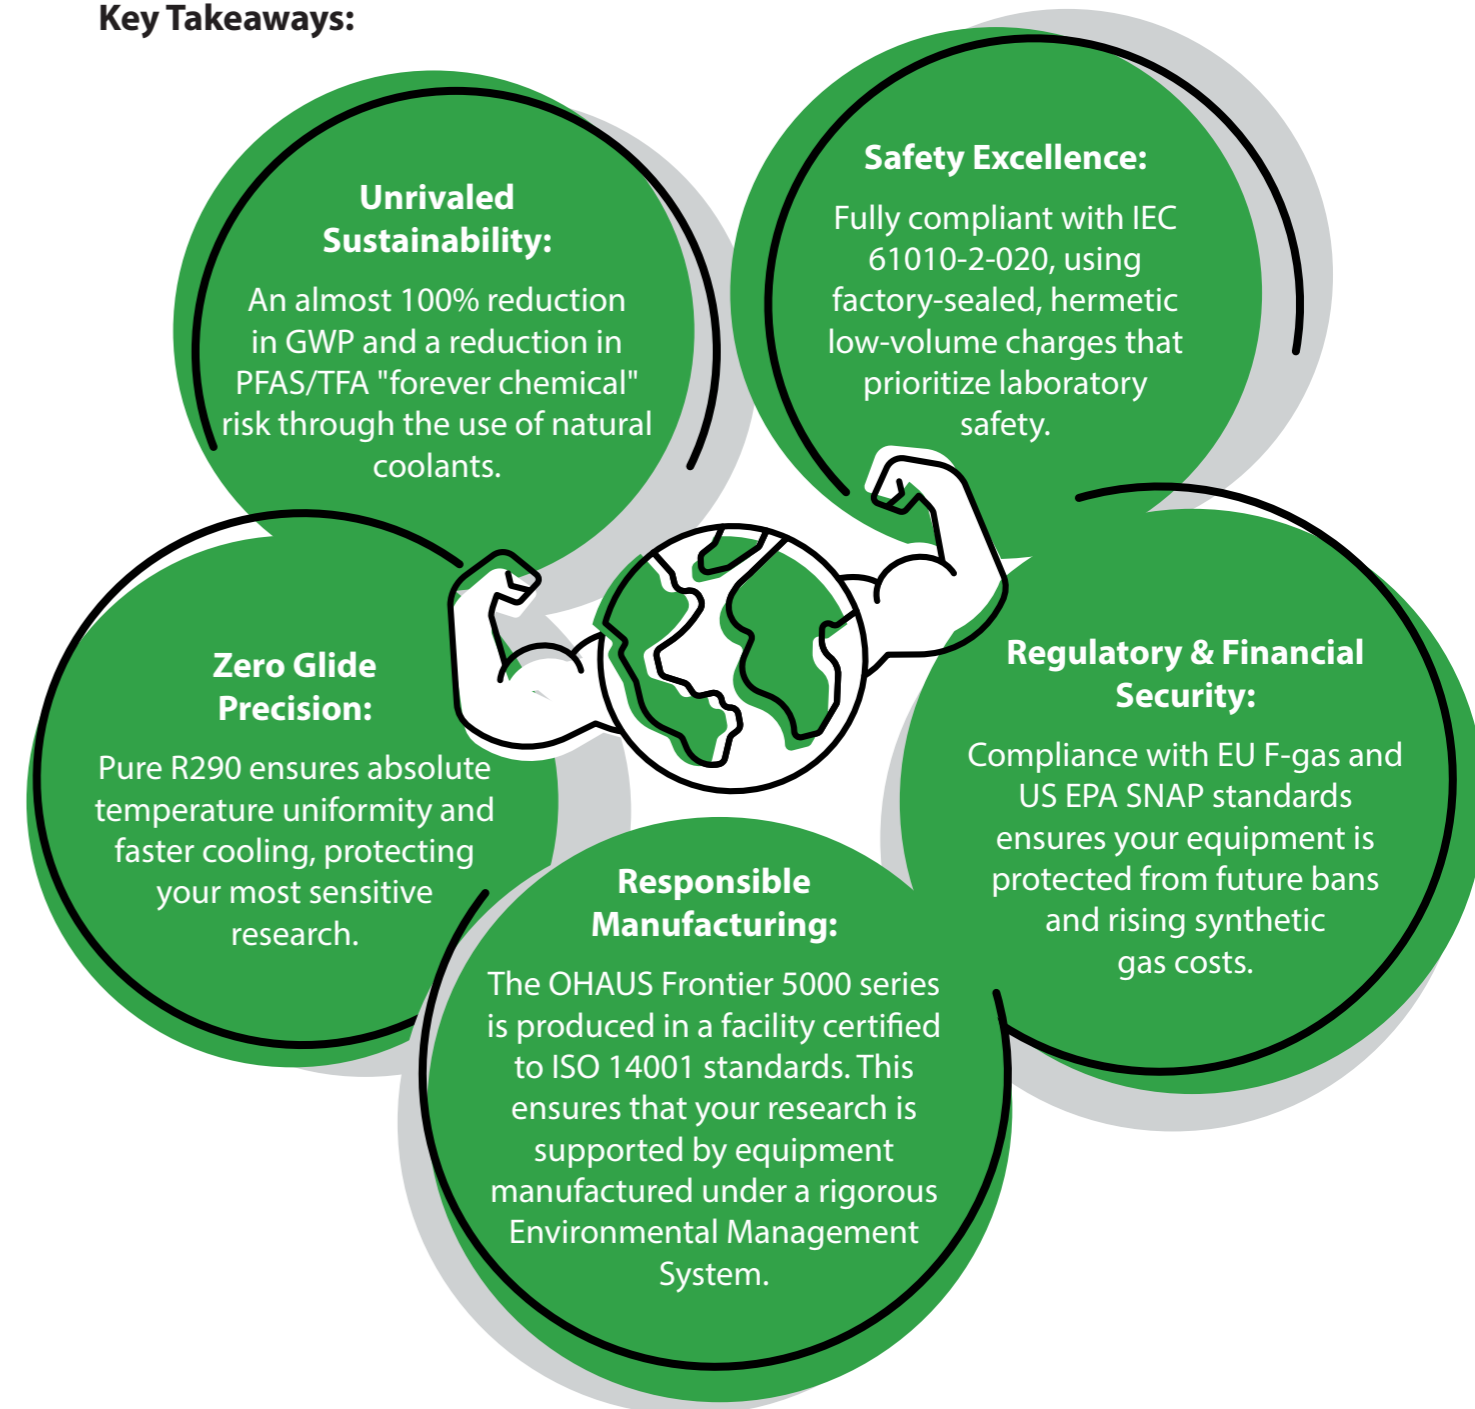 Key Takeaways:
Unrivaled
Sustainability:
An almost 100% reduction
in GWP and a reduction in
PFAS/TFA "forever chemical"
risk through the use of natural
coolants.
Safety Excellence:
Fully compliant with IEC
61010-2-020, using
factory-sealed, hermetic
low-volume charges that
prioritize laboratory
safety.
Zero Glide
Precision:
Pure R290 ensures absolute
temperature uniformity and
faster cooling, protecting
your most sensitive
research.
Regulatory & Financial
Security:
Compliance with EU F-gas and
US EPA SNAP standards
ensures your equipment is
protected from future bans
and rising synthetic
gas costs.
Responsible
Manufacturing:
The OHAUS Frontier 5000 series
is produced in a facility certified
to ISO 14001 standards. This
ensures that your research is
supported by equipment
manufactured under a rigorous
Environmental Management
System.